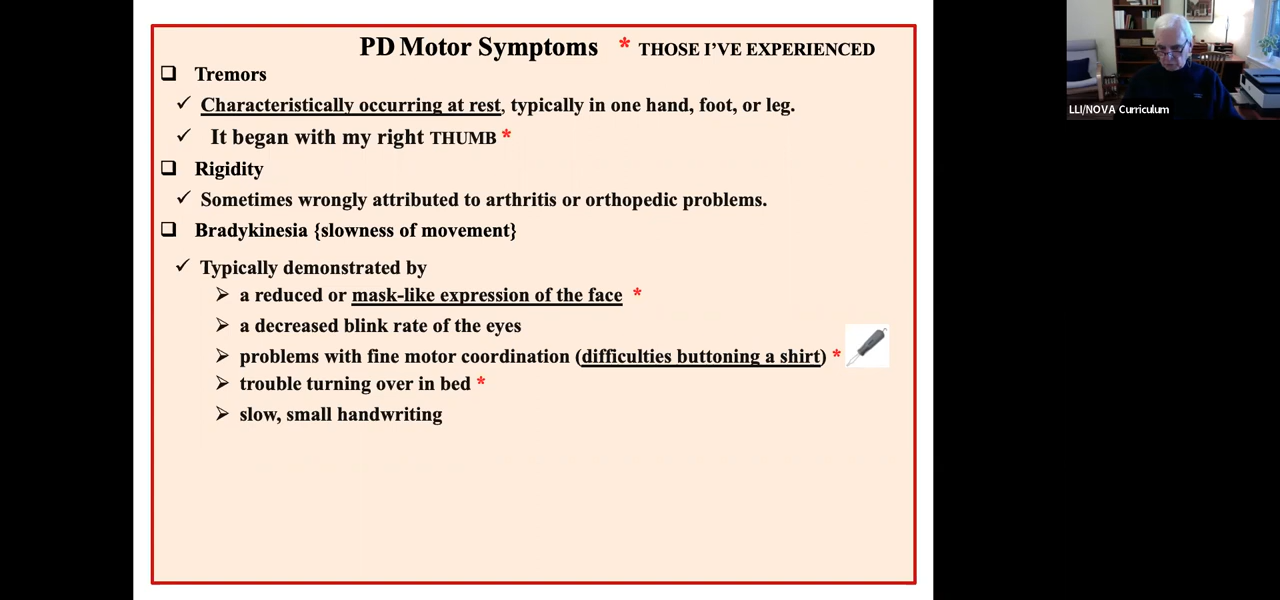 PD Motor Symptoms * THOSE I'VE EXPERIENCED
Tremors
Characteristically occurring at rest, typically in one hand, foot, or leg.
It began with my right THUMB *
Rigidity
Sometimes wrongly attributed to arthritis or orthopedic problems.
Bradykinesia {slowness of movement}
Typically demonstrated by
a reduced or mask-like expression of the face *
a decreased blink rate of the eyes
problems with fine motor coordination (difficulties buttoning a shirt) *
trouble turning over in bed *
slow, small handwriting
LLI/NOVA Curriculum